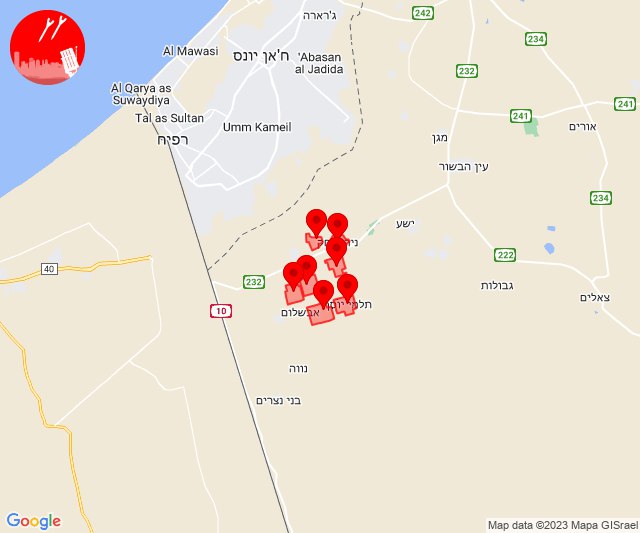 ג'רארה
242
234
Al Mawasi
ח'אן יונס
'Abasan
al Jadida
232
Al Qarya as
Suwaydiya
241
241
Tal as Sultan
Umm Kameil
אורים
רפיח
מגן
עין הבשור
234
ישע
ניר
222
40
232
גבולות
צאלים
10
אבשלום
תלמי יוסף
נווה
בני נצרים
Google
Map data ©2023 Mapa GISrael